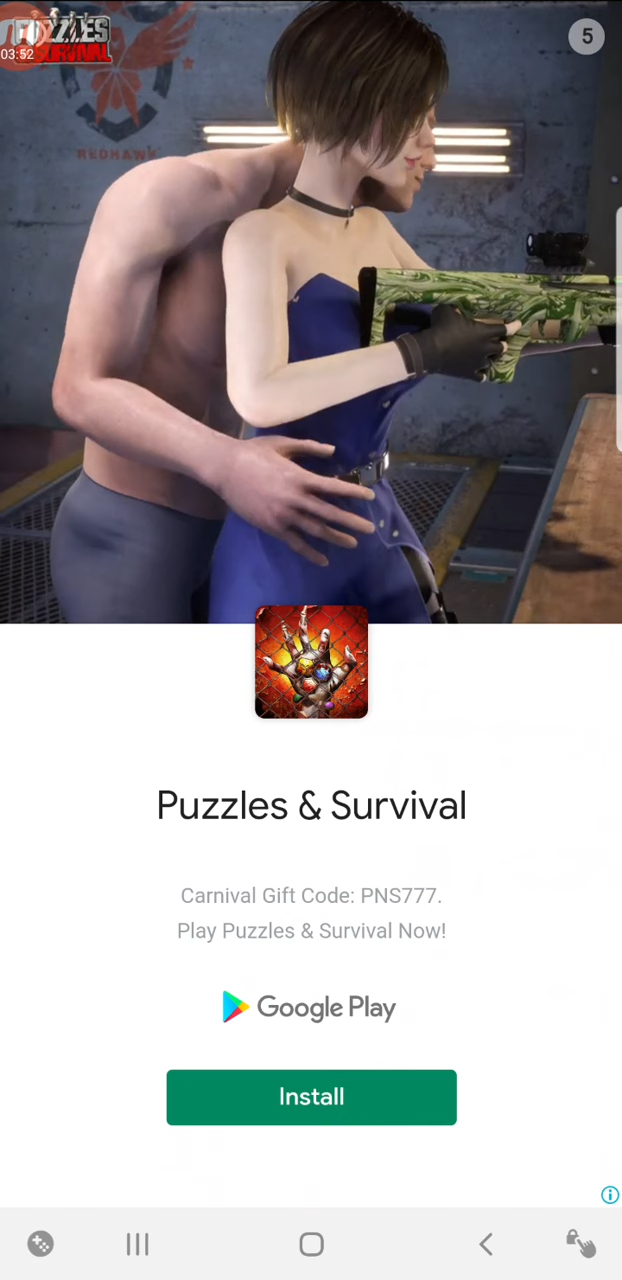 PUZZLES
SURVIVAL
03:52
5
REDHAWK
Puzzles & Survival
Carnival Gift Code: PNS777.
Play Puzzles & Survival Now!
Google Play
Install